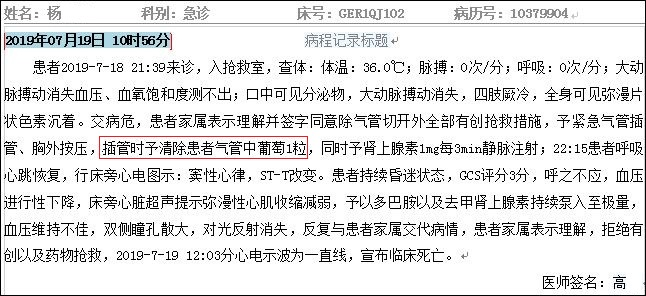 姓名：杨 科别：急诊 床号：GER1QJ102 病历号：10379904
2019年07月19日 10时56分 病程记录标题
患者2019-7-18 21:39来诊，入抢救室，查体：体温：36.0℃；脉搏：0次/分；呼吸：0次/分；大动
脉搏动消失血压、血氧饱和度测不出；口中可见分泌物，大动脉搏动消失，四肢厥冷，全身可见弥漫片
状色素沉着。交病危，患者家属表示理解并签字同意除气管切开外全部有创抢救措施，予紧急气管插
管、胸外按压，插管时予清除患者气管中葡萄1粒，同时予肾上腺素1mg每3min静脉注射；22:15患者呼吸
心跳恢复，行床旁心电图示：窦性心律，ST-T改变。患者持续昏迷状态，GCS评分3分，呼之不应，血压
进行性下降，床旁心脏超声提示弥漫性心肌收缩减弱，予以多巴胺以及去甲肾上腺素持续泵入至极量，
血压维持不佳，双侧瞳孔散大，对光反射消失，反复与患者家属交代病情，患者家属表示理解，拒绝有
创以及药物抢救，2019-7-19 12:03分心电示波为一直线，宣布临床死亡。
医师签名：高